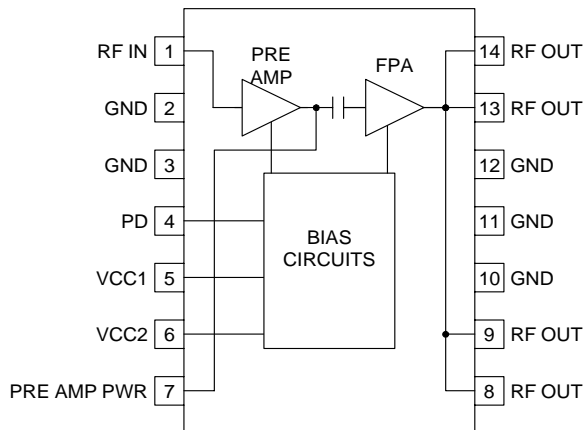 RF IN 1
GND 2
GND 3
PD 4
VCC1 5
VCC2 6
PRE AMP PWR 7
PRE
AMP
FPA
BIAS
CIRCUITS
14 RF OUT
13 RF OUT
12 GND
11 GND
10 GND
9 RF OUT
8 RF OUT